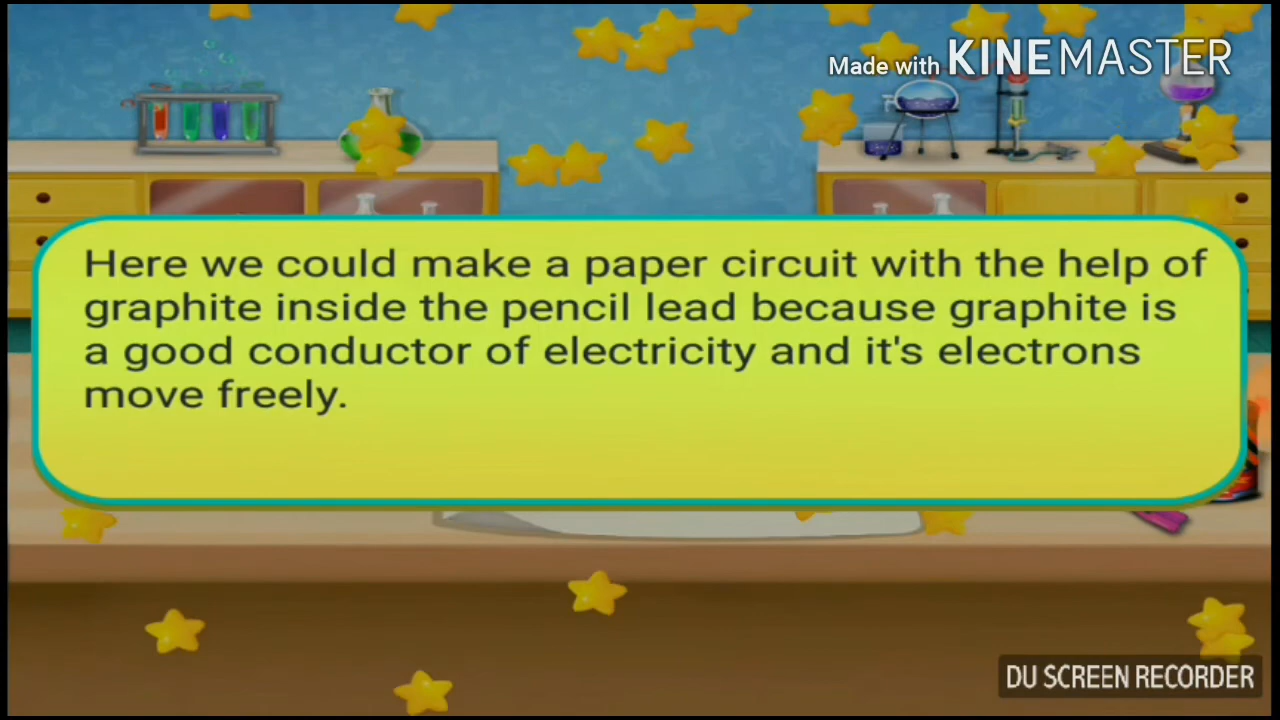 Made with KINEMASTER
Here we could make a paper circuit with the help of
graphite inside the pencil lead because graphite is
a good conductor of electricity and it's electrons
move freely.
DU SCREEN RECORDER